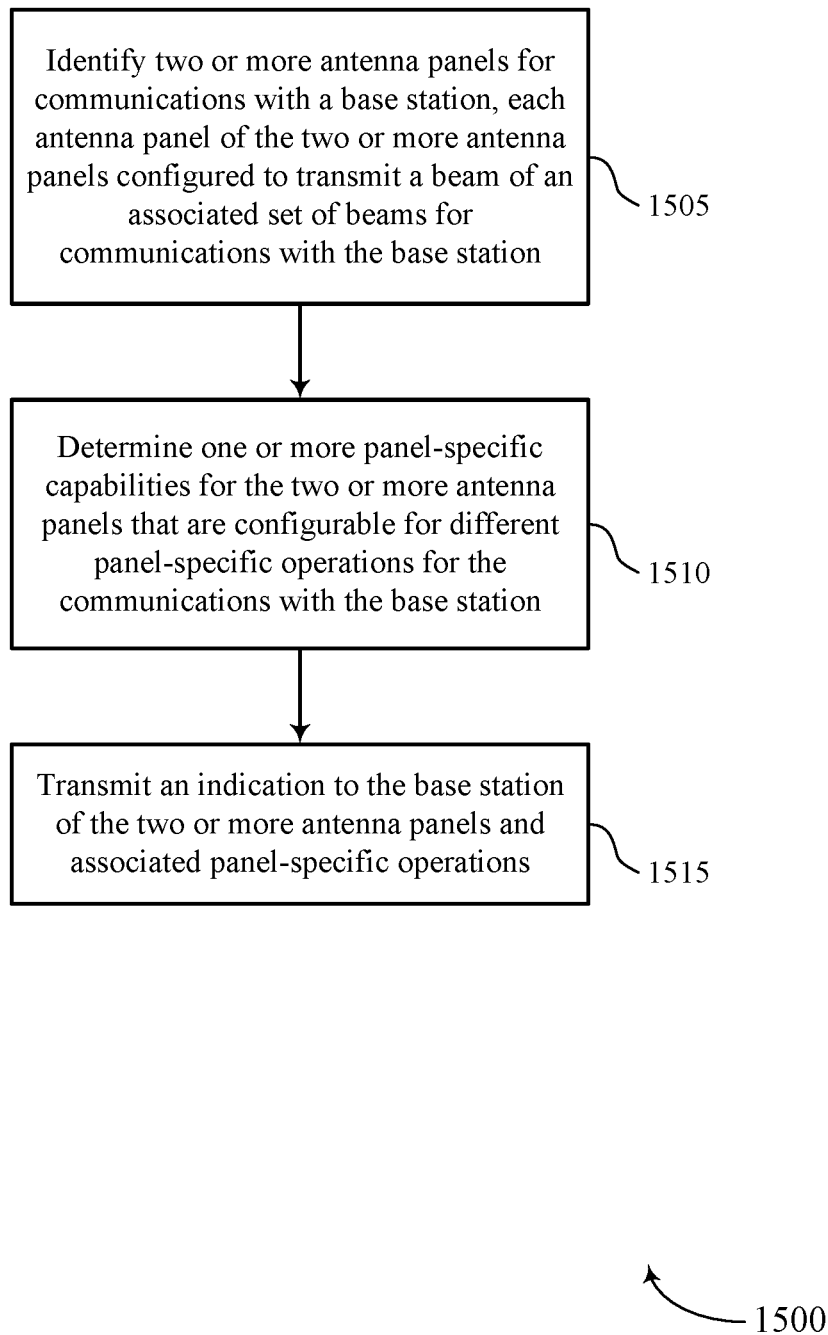 Identify two or more antenna panels for
communications with a base station, each
antenna panel of the two or more antenna
panels configured to transmit a beam of an
associated set of beams for
communications with the base station
1505
Determine one or more panel-specific
capabilities for the two or more antenna
panels that are configurable for different
panel-specific operations for the
communications with the base station
1510
Transmit an indication to the base station
of the two or more antenna panels and
associated panel-specific operations
1515
1500